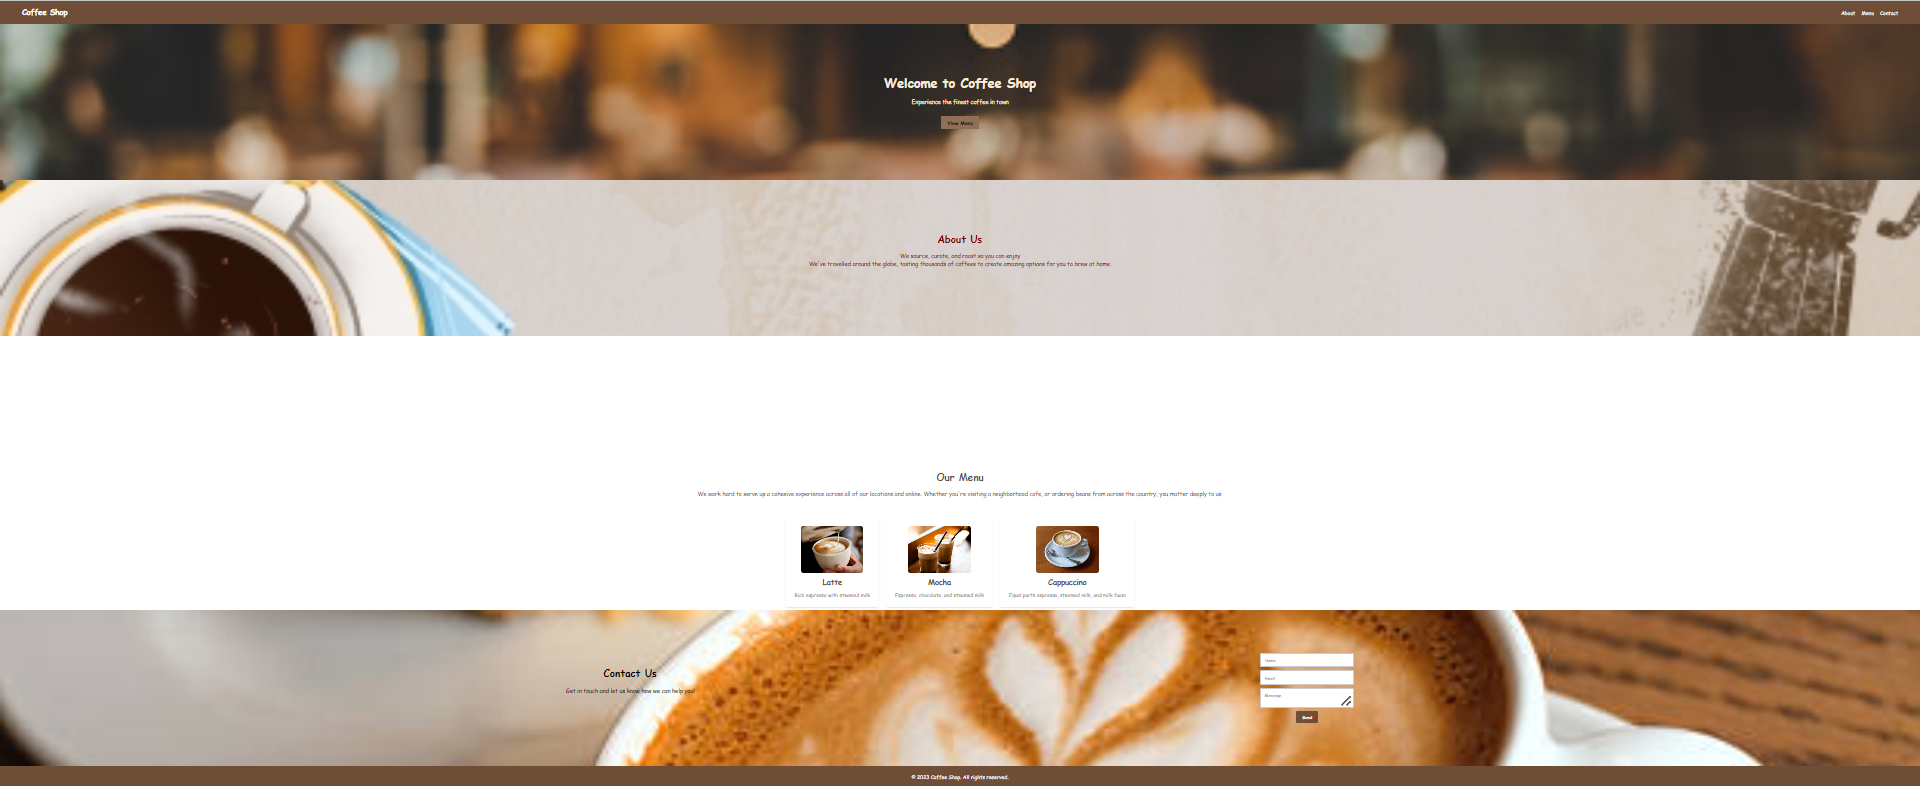 Coffee Shop
About Menu Contact
Welcome to Coffee Shop
Experience the finest coffee in town
View Menu
About Us
We source, curate, and roast so you can enjoy
We've travelled around the globe, tasting thousands of coffees to create amazing options for you to brew at home.
Our Menu
We work hard to serve up a cohesive experience across all of our locations and online. Whether you're visiting a neighborhood cafe, or ordering beans from across the country, you matter deeply to us.
Latte
Rich espresso with steamed milk
Mocha
Espresso, chocolate, and steamed milk
Cappuccino
Equal parts espresso, steamed milk, and milk foam
Contact Us
Get in touch and let us know how we can help you!
Name
Email
Message
Send
© 2023 Coffee Shop. All rights reserved.